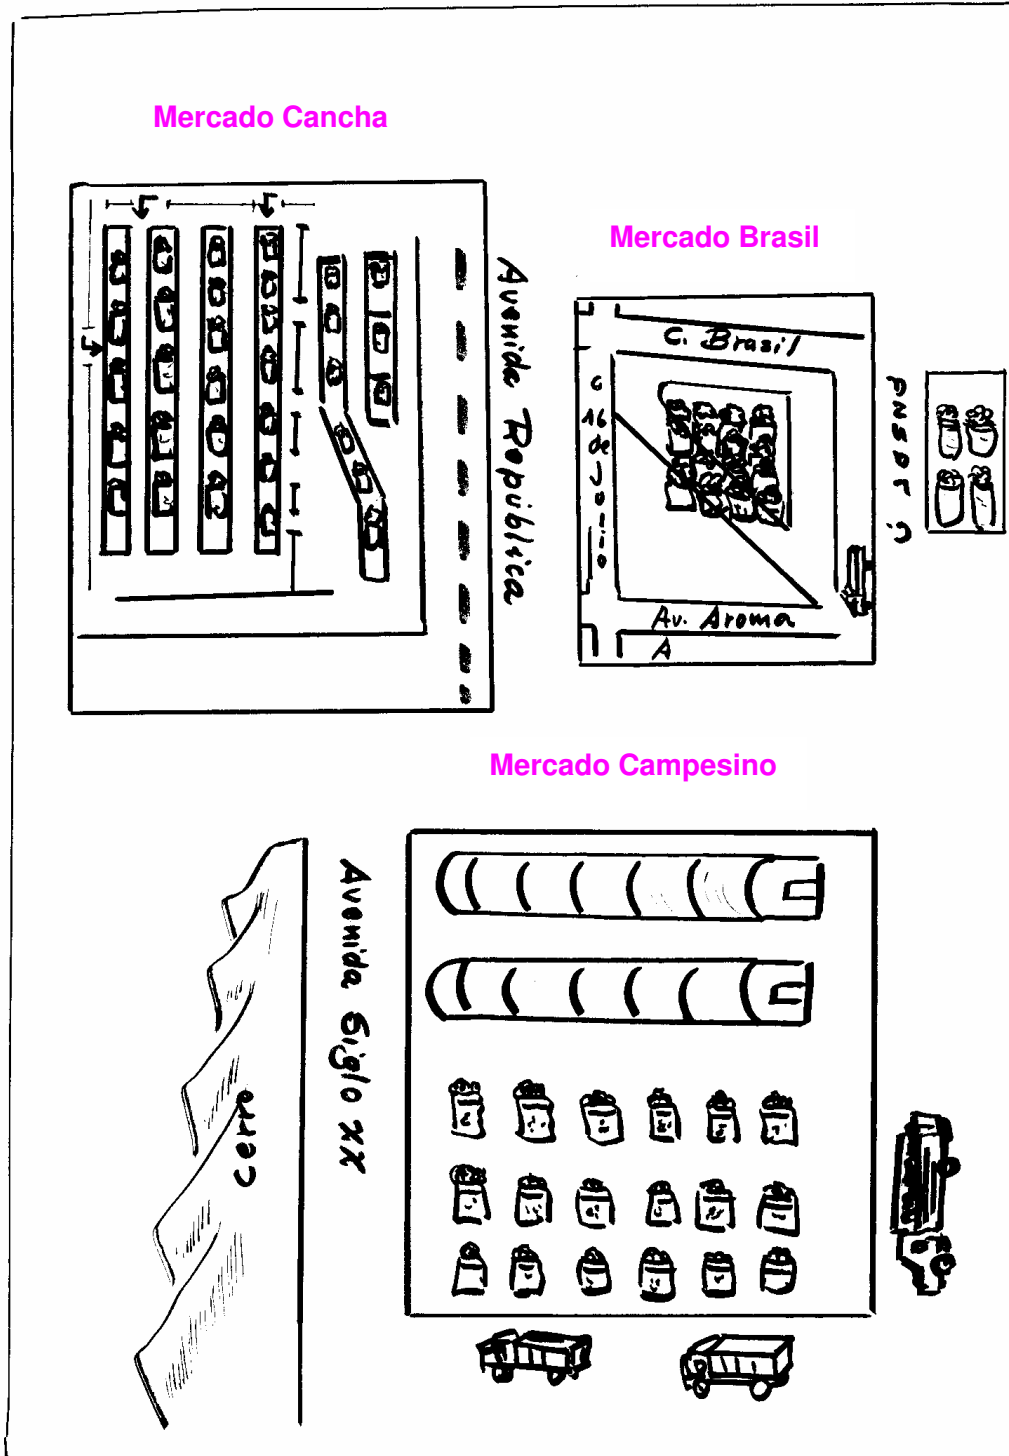 Mercado Cancha
Avenida República
Mercado Brasil
C. Brasil
C 16 de Julio
Av. Aroma
A
Mercado Campesino
Avenida Siglo XX
Cerro